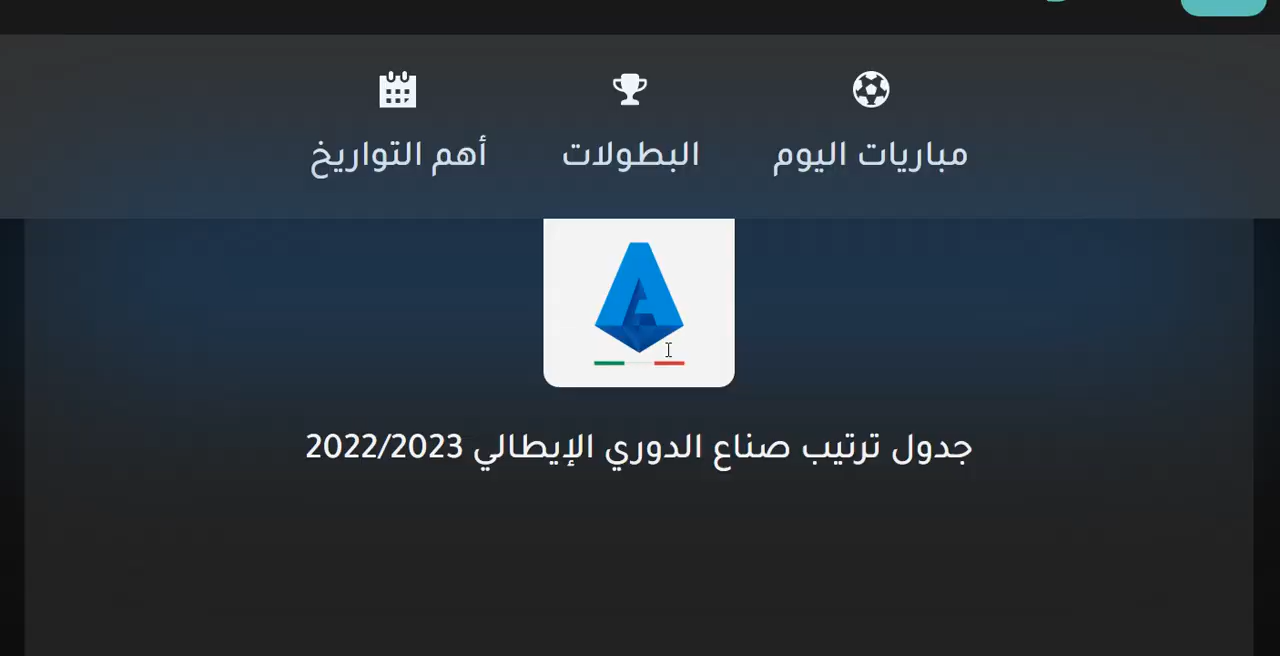 مباريات اليوم
البطولات
أهم التواريخ
جدول ترتيب صناع الدوري الإيطالي 2022/2023